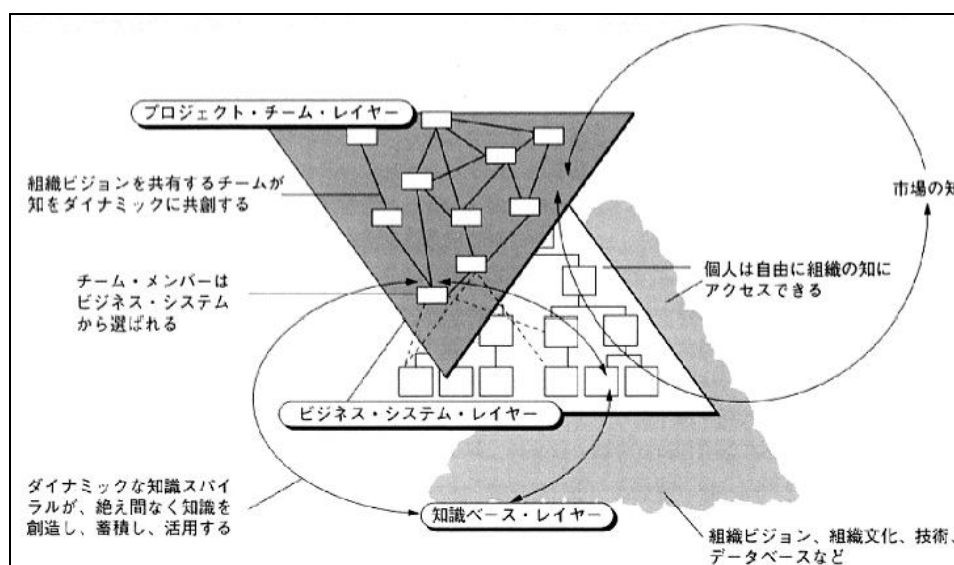 プロジェクト・チーム・レイヤー
組織ビジョンを共有するチームが
知をダイナミックに共創する
市場の知
個人は自由に組織の知に
アクセスできる
チーム・メンバーは
ビジネス・システム
から選ばれる
ビジネス・システム・レイヤー
ダイナミックな知識スパイ
ラルが、絶え間なく知識を
創造し、蓄積し、活用する
知識ベース・レイヤー
組織ビジョン、組織文化、技術、
データベースなど